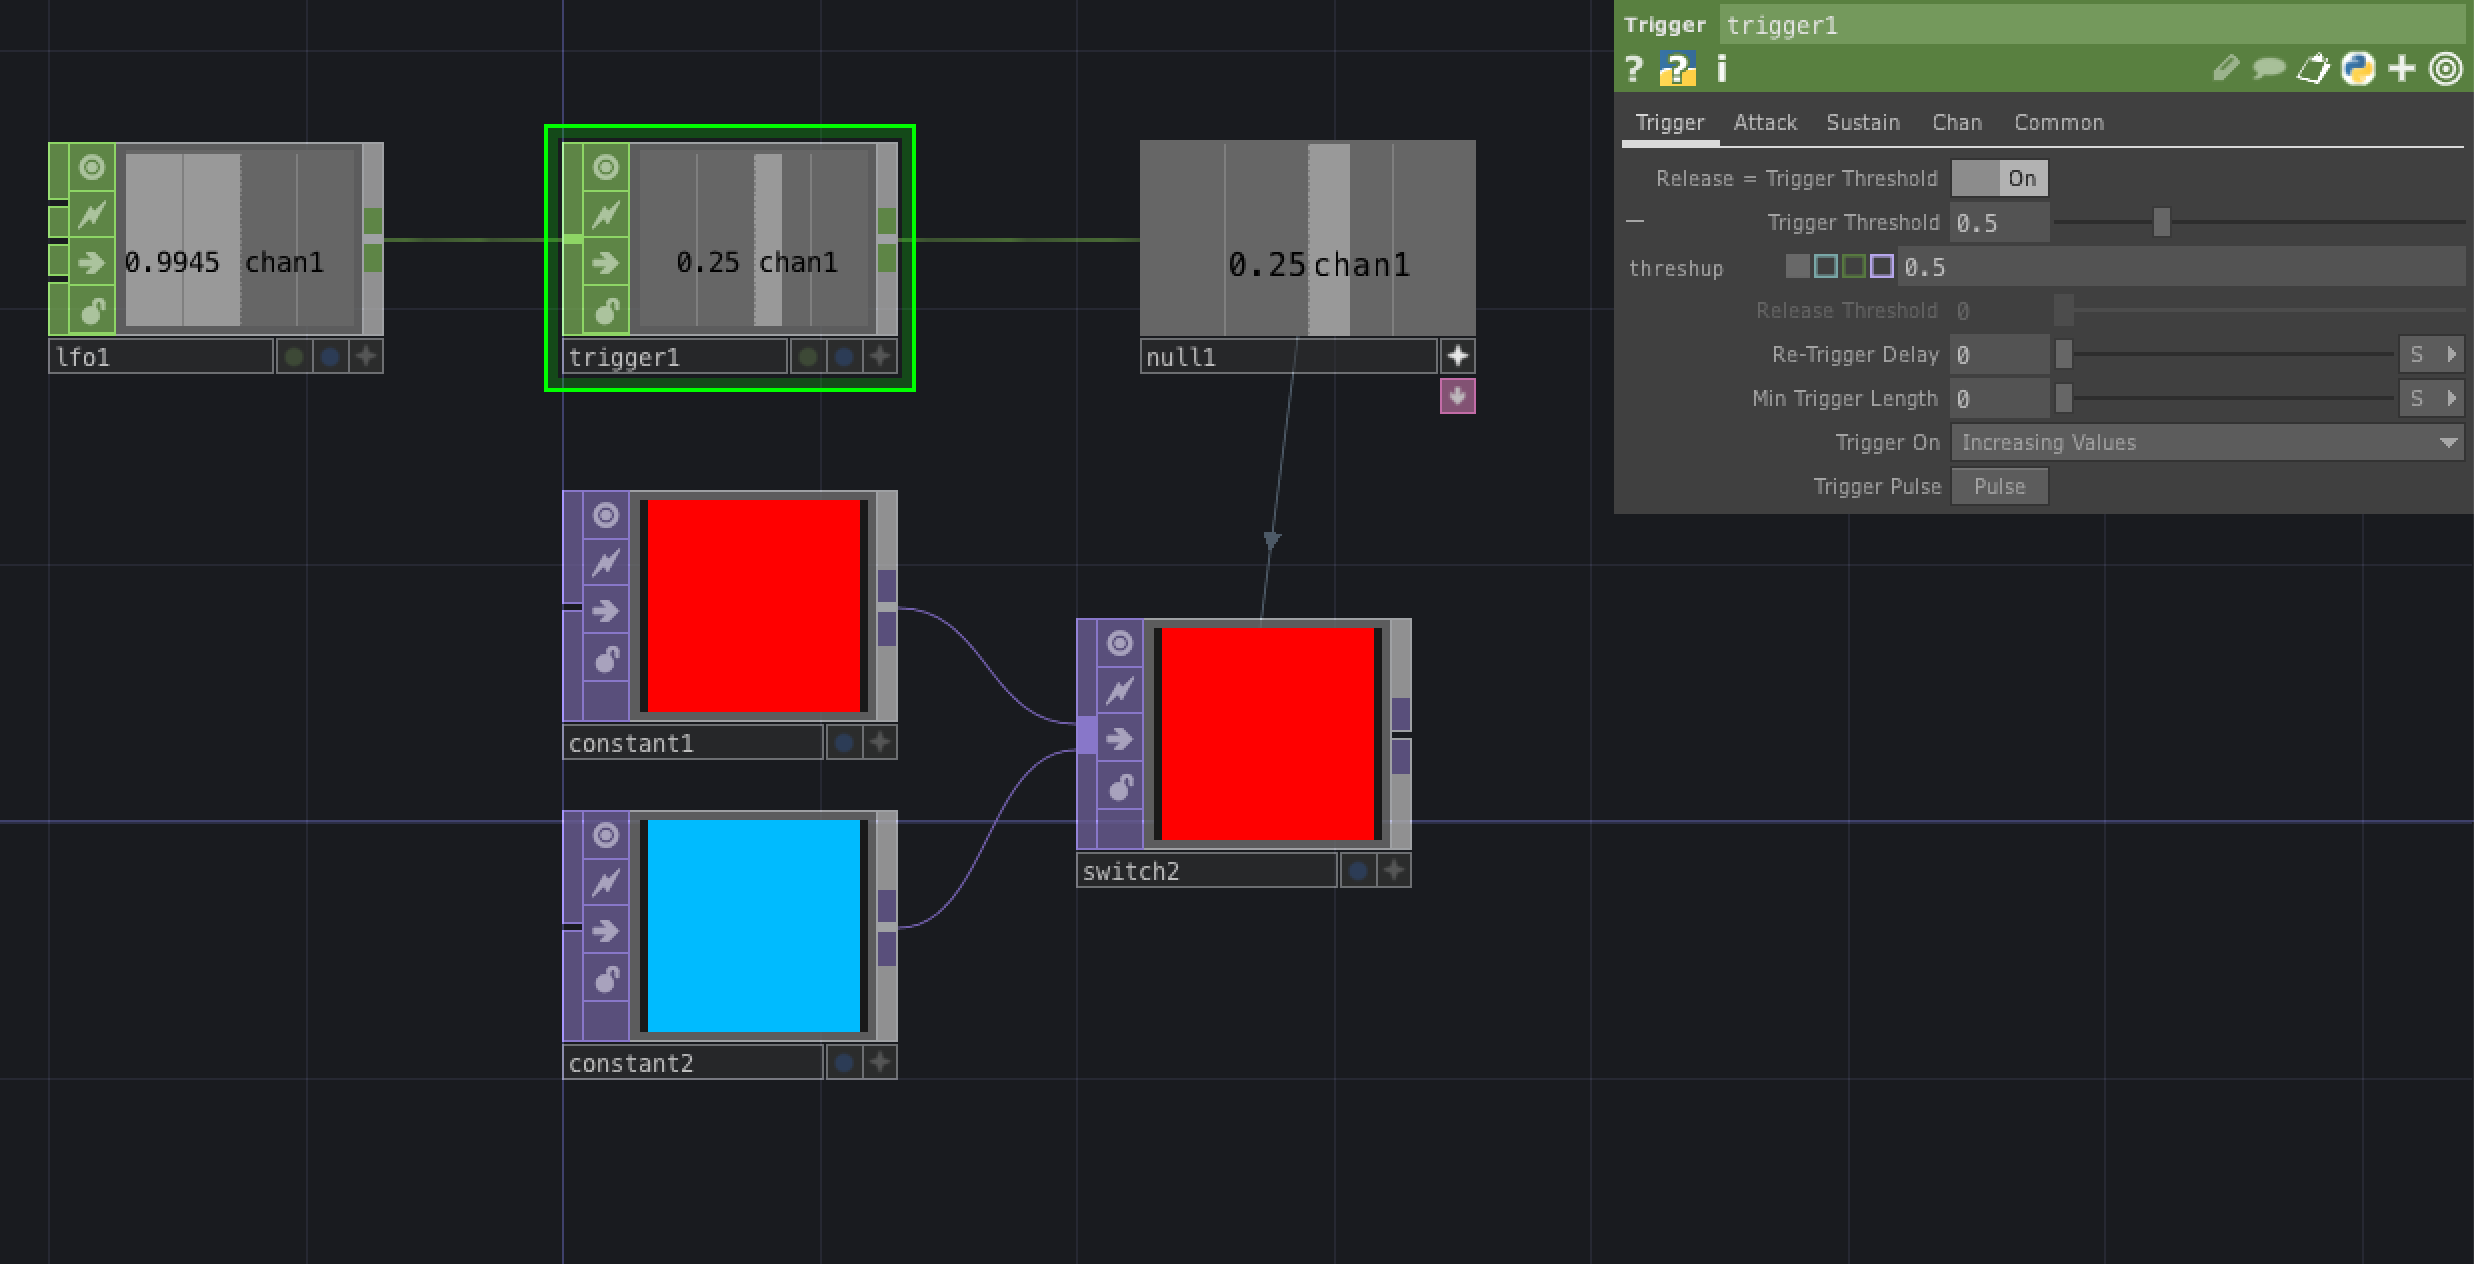 Trigger trigger1
? ? i
Trigger Attack Sustain Chan Common
Release = Trigger Threshold On
Trigger Threshold 0.5
threshup 0.5
Release Threshold 0
Re-Trigger Delay 0 S
Min Trigger Length 0 S
Trigger On Increasing Values
Trigger Pulse Pulse
0.9945 chan1
lfo1
0.25 chan1
trigger1
0.25 chan1
null1
constant1
switch2
constant2